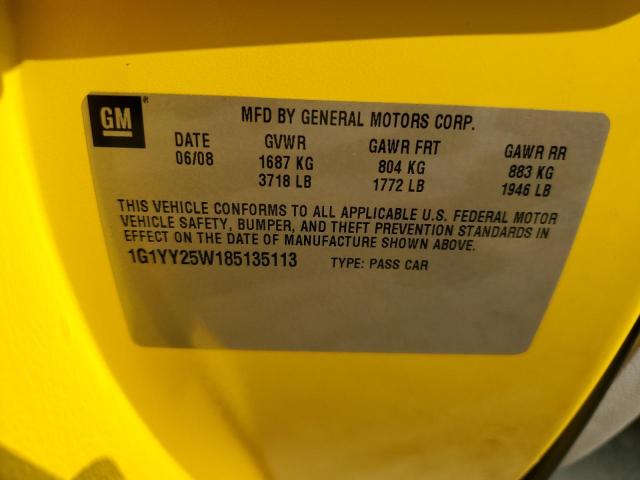 GM®
MFD BY GENERAL MOTORS CORP.
DATE GVWR GAWR FRT GAWR RR
06/08 1687 KG 804 KG 883 KG
3718 LB 1772 LB 1946 LB
THIS VEHICLE CONFORMS TO ALL APPLICABLE U.S. FEDERAL MOTOR
VEHICLE SAFETY, BUMPER, AND THEFT PREVENTION STANDARDS IN
EFFECT ON THE DATE OF MANUFACTURE SHOWN ABOVE.
1G1YY25W185135113 TYPE: PASS CAR